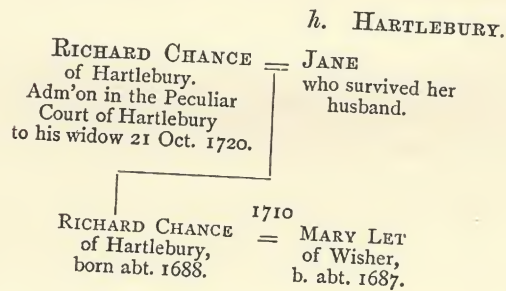 h. HARTLEBURY.
RICHARD CHANCE = JANE
of Hartlebury.
Adm'on in the Peculiar
Court of Hartlebury
to his widow 21 Oct. 1720.
who survived her
husband.
1710
RICHARD CHANCE = MARY LET
of Hartlebury,
born abt. 1688.
of Wisher,
b. abt. 1687.